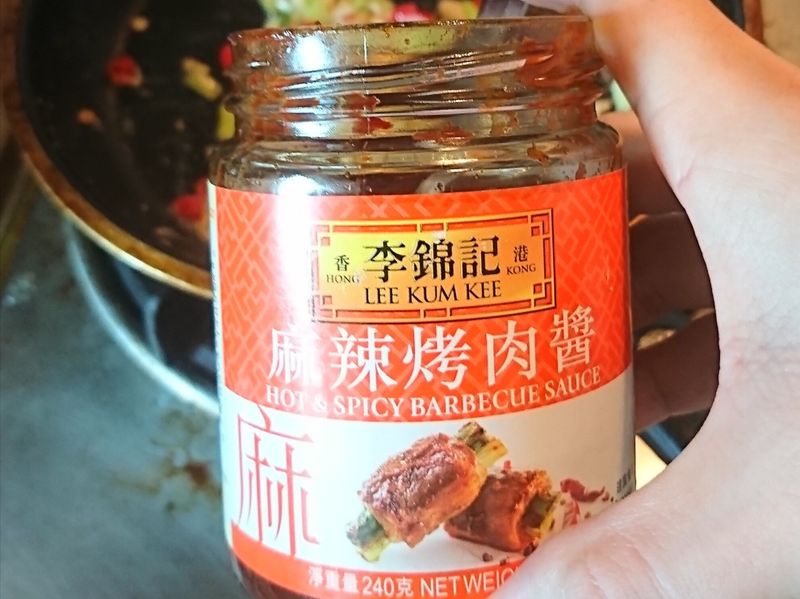 香 李錦記 港
HONG LEE KUM KEE KONG
麻辣烤肉醬
HOT & SPICY BARBECUE SAUCE
麻
淨重量 240克 NET